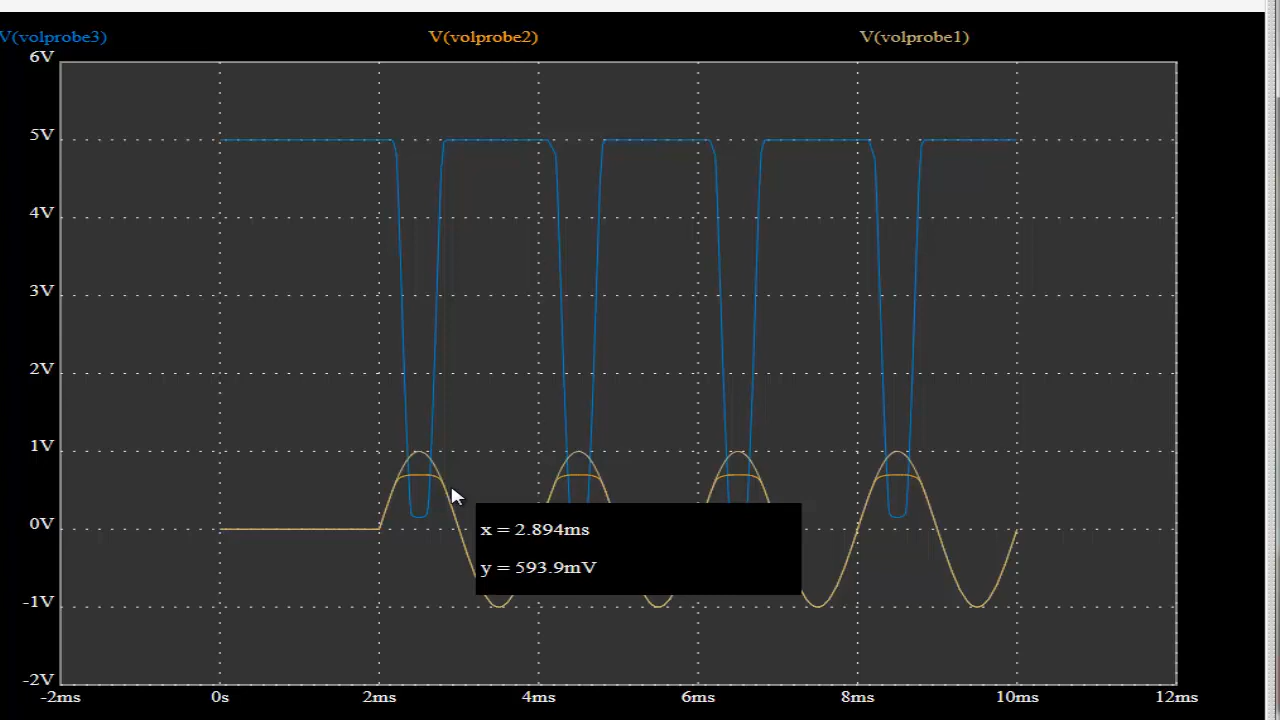 V(volprobe3) V(volprobe2) V(volprobe1)
6V
5V
4V
3V
2V
1V
0V
-1V
-2V
x = 2.894ms
y = 593.9mV
-2ms 0s 2ms 4ms 6ms 8ms 10ms 12ms